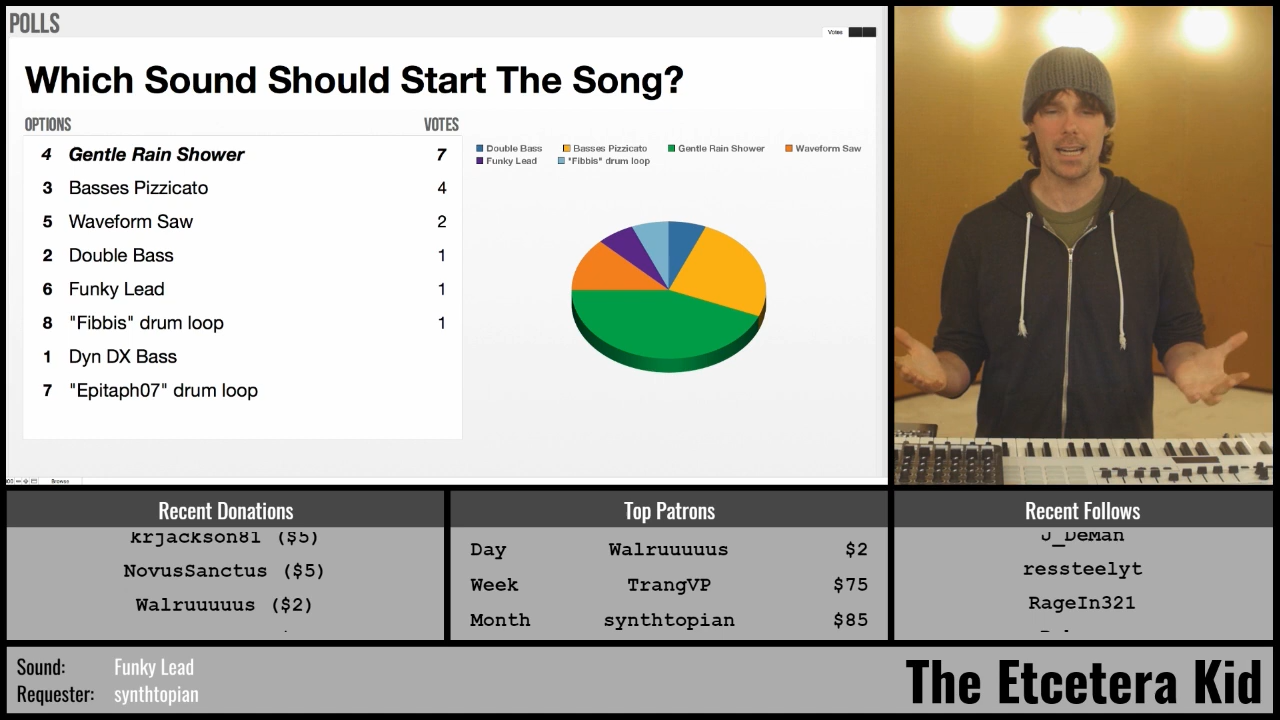 POLLS
Votes
Which Sound Should Start The Song?
OPTIONS VOTES
4 Gentle Rain Shower 7
3 Basses Pizzicato 4
5 Waveform Saw 2
2 Double Bass 1
6 Funky Lead 1
8 "Fibbis" drum loop 1
1 Dyn DX Bass
7 "Epitaph07" drum loop
Double Bass Basses Pizzicato Gentle Rain Shower Waveform Saw
Funky Lead "Fibbis" drum loop
Browse
Recent Donations
krjackson81 ($5)
NovusSanctus ($5)
Walruuuuus ($2)
Top Patrons
Day Walruuuuus $2
Week TrangVP $75
Month synthtopian $85
Recent Follows
J_DeMan
ressteelyt
RageIn321
Sound: Funky Lead
Requester: synthtopian
The Etcetera Kid